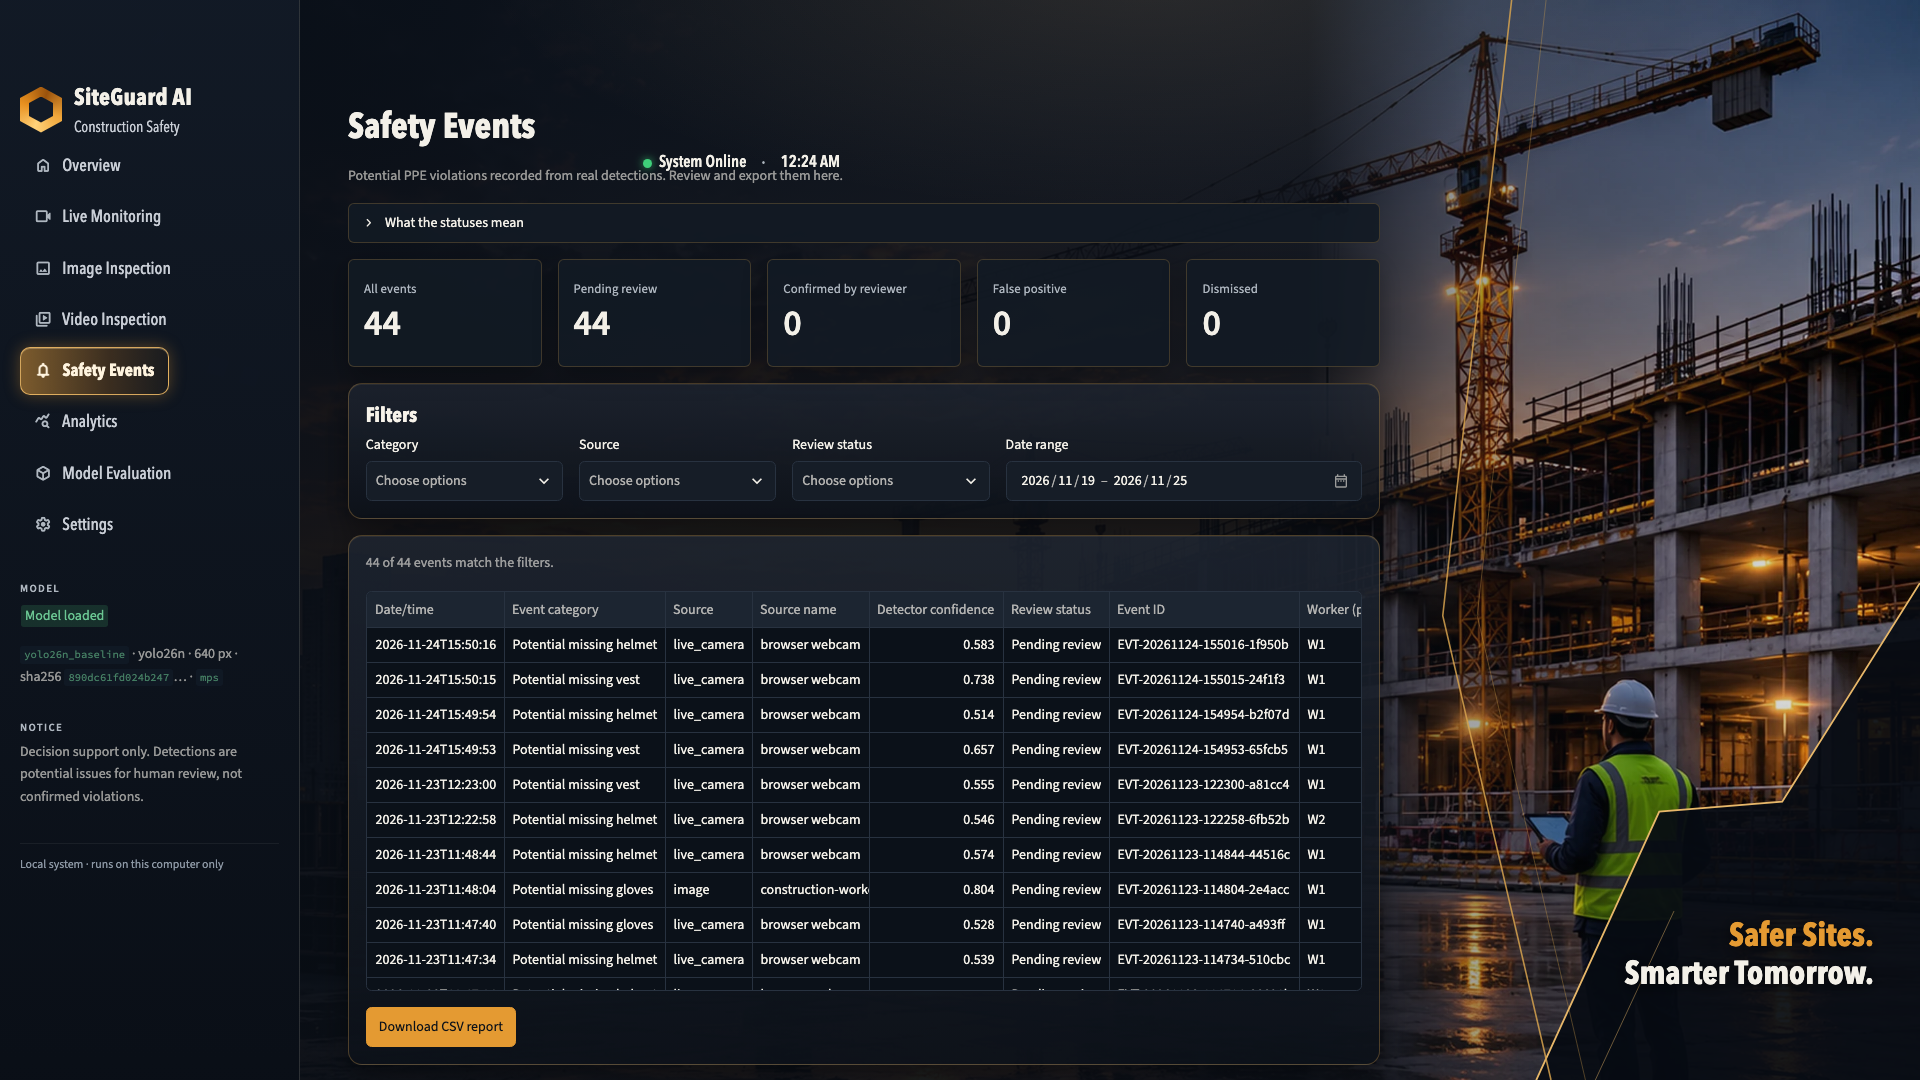 SiteGuard AI
Construction Safety
Overview
Live Monitoring
Image Inspection
Video Inspection
Safety Events
Analytics
Model Evaluation
Settings
MODEL
Model loaded
yolo26n_baseline · yolo26n · 640 px ·
sha256 890dc61fd024b247 … · mps
NOTICE
Decision support only. Detections are
potential issues for human review, not
confirmed violations.
Local system · runs on this computer only
Safety Events
System Online · 12:24 AM
Potential PPE violations recorded from real detections. Review and export them here.
What the statuses mean
All events Pending review Confirmed by reviewer False positive Dismissed
44 44 0 0 0
Filters
Category Source Review status Date range
Choose options Choose options Choose options 2026/11/19 – 2026/11/25
44 of 44 events match the filters.
Date/time Event category Source Source name Detector confidence Review status Event ID Worker (p
2026-11-24T15:50:16 Potential missing helmet live_camera browser webcam 0.583 Pending review EVT-20261124-155016-1f950b W1
2026-11-24T15:50:15 Potential missing vest live_camera browser webcam 0.738 Pending review EVT-20261124-155015-24f1f3 W1
2026-11-24T15:49:54 Potential missing helmet live_camera browser webcam 0.514 Pending review EVT-20261124-154954-b2f07d W1
2026-11-24T15:49:53 Potential missing vest live_camera browser webcam 0.657 Pending review EVT-20261124-154953-65fcb5 W1
2026-11-23T12:23:00 Potential missing vest live_camera browser webcam 0.555 Pending review EVT-20261123-122300-a81cc4 W1
2026-11-23T12:22:58 Potential missing helmet live_camera browser webcam 0.546 Pending review EVT-20261123-122258-6fb52b W2
2026-11-23T11:48:44 Potential missing helmet live_camera browser webcam 0.574 Pending review EVT-20261123-114844-44516c W1
2026-11-23T11:48:04 Potential missing gloves image construction-work 0.804 Pending review EVT-20261123-114804-2e4acc W1
2026-11-23T11:47:40 Potential missing gloves live_camera browser webcam 0.528 Pending review EVT-20261123-114740-a493ff W1
2026-11-23T11:47:34 Potential missing helmet live_camera browser webcam 0.539 Pending review EVT-20261123-114734-510cbc W1
Download CSV report
Safer Sites.
Smarter Tomorrow.